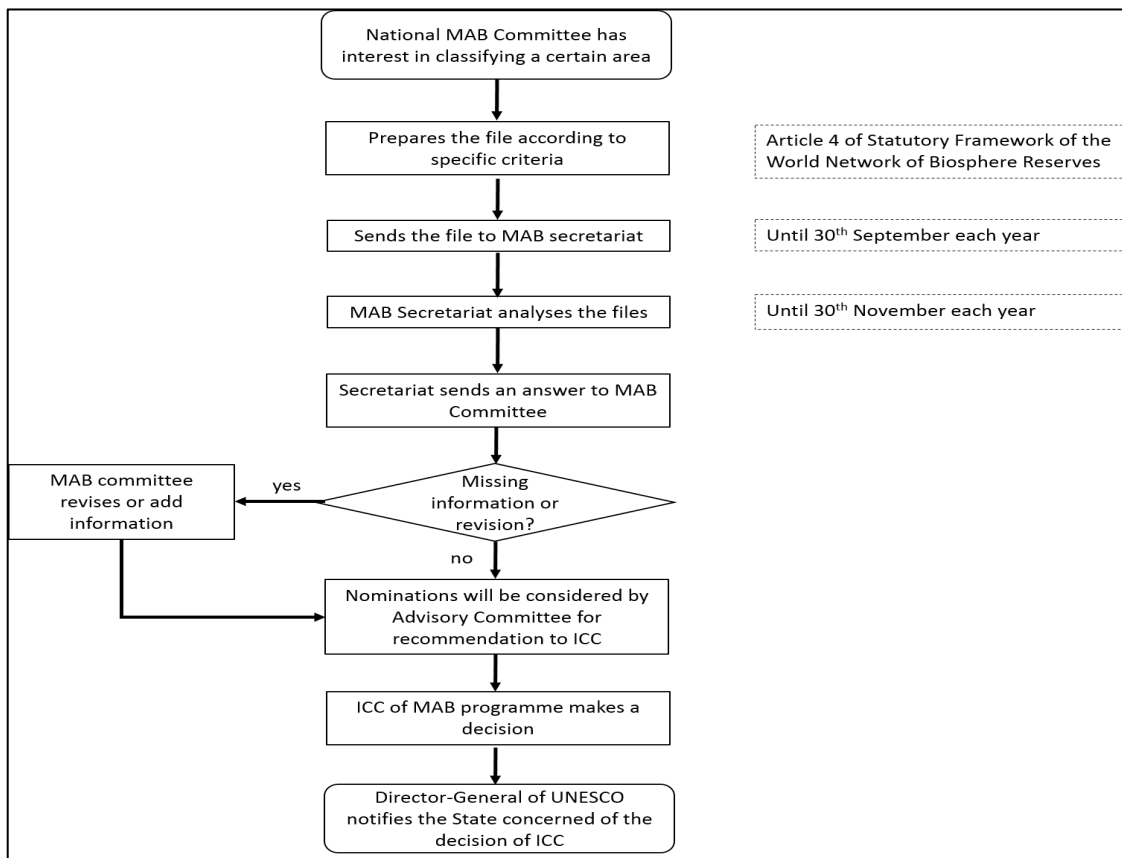 National MAB Committee has
interest in classifying a certain area
Prepares the file according to
specific criteria
Article 4 of Statutory Framework of the
World Network of Biosphere Reserves
Sends the file to MAB secretariat
Until 30th September each year
MAB Secretariat analyses the files
Until 30th November each year
Secretariat sends an answer to MAB
Committee
Missing
information or
revision?
yes
MAB committee
revises or add
information
no
Nominations will be considered by
Advisory Committee for
recommendation to ICC
ICC of MAB programme makes a
decision
Director-General of UNESCO
notifies the State concerned of the
decision of ICC